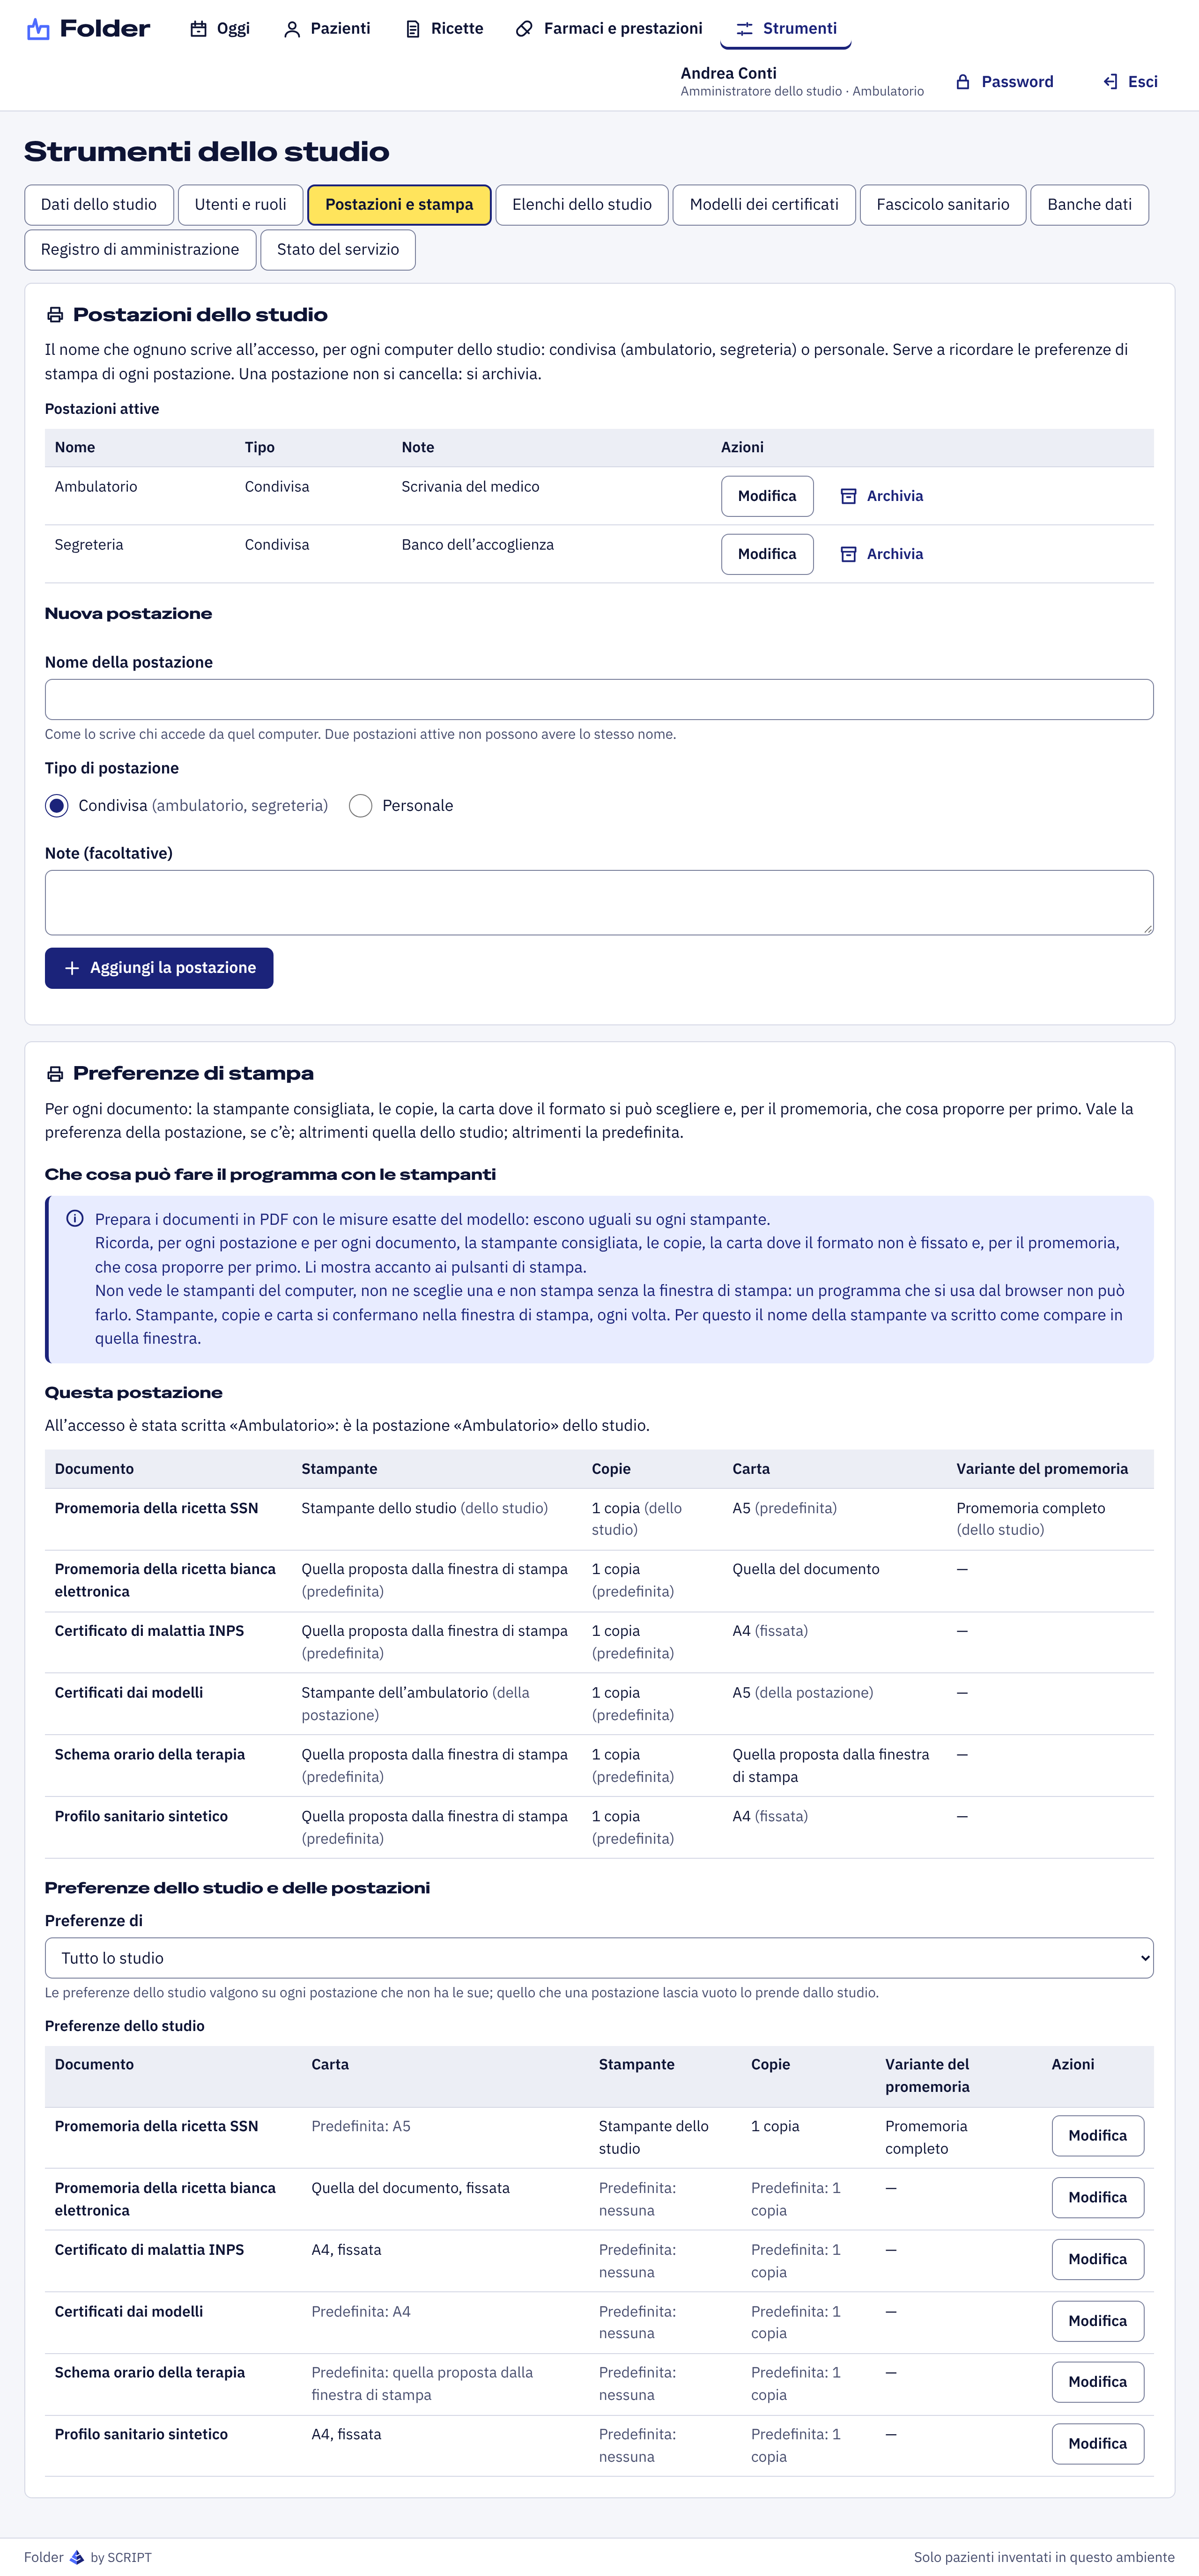 Folder
Oggi
Pazienti
Ricette
Farmaci e prestazioni
Strumenti
Andrea Conti
Amministratore dello studio · Ambulatorio
Password
Esci
Strumenti dello studio
Dati dello studio
Utenti e ruoli
Postazioni e stampa
Elenchi dello studio
Modelli dei certificati
Fascicolo sanitario
Banche dati
Registro di amministrazione
Stato del servizio
Postazioni dello studio
Il nome che ognuno scrive all’accesso, per ogni computer dello studio: condivisa (ambulatorio, segreteria) o personale. Serve a ricordare le preferenze di
stampa di ogni postazione. Una postazione non si cancella: si archivia.
Postazioni attive
Nome Tipo Note Azioni
Ambulatorio Condivisa Scrivania del medico Modifica Archivia
Segreteria Condivisa Banco dell’accoglienza Modifica Archivia
Nuova postazione
Nome della postazione
Come lo scrive chi accede da quel computer. Due postazioni attive non possono avere lo stesso nome.
Tipo di postazione
Condivisa (ambulatorio, segreteria) Personale
Note (facoltative)
Aggiungi la postazione
Preferenze di stampa
Per ogni documento: la stampante consigliata, le copie, la carta dove il formato si può scegliere e, per il promemoria, che cosa proporre per primo. Vale la
preferenza della postazione, se c’è; altrimenti quella dello studio; altrimenti la predefinita.
Che cosa può fare il programma con le stampanti
Prepara i documenti in PDF con le misure esatte del modello: escono uguali su ogni stampante.
Ricorda, per ogni postazione e per ogni documento, la stampante consigliata, le copie, la carta dove il formato non è fissato e, per il promemoria,
che cosa proporre per primo. Li mostra accanto ai pulsanti di stampa.
Non vede le stampanti del computer, non ne sceglie una e non stampa senza la finestra di stampa: un programma che si usa dal browser non può
farlo. Stampante, copie e carta si confermano nella finestra di stampa, ogni volta. Per questo il nome della stampante va scritto come compare in
quella finestra.
Questa postazione
All’accesso è stata scritta «Ambulatorio»: è la postazione «Ambulatorio» dello studio.
Documento Stampante Copie Carta Variante del promemoria
Promemoria della ricetta SSN Stampante dello studio (dello studio) 1 copia (dello A5 (predefinita) Promemoria completo
studio) (dello studio)
Promemoria della ricetta bianca Quella proposta dalla finestra di stampa 1 copia Quella del documento —
elettronica (predefinita) (predefinita)
Certificato di malattia INPS Quella proposta dalla finestra di stampa 1 copia A4 (fissata) —
(predefinita) (predefinita)
Certificati dai modelli Stampante dell’ambulatorio (della 1 copia A5 (della postazione) —
postazione) (predefinita)
Schema orario della terapia Quella proposta dalla finestra di stampa 1 copia Quella proposta dalla finestra —
(predefinita) (predefinita) di stampa
Profilo sanitario sintetico Quella proposta dalla finestra di stampa 1 copia A4 (fissata) —
(predefinita) (predefinita)
Preferenze dello studio e delle postazioni
Preferenze di
Tutto lo studio
Le preferenze dello studio valgono su ogni postazione che non ha le sue; quello che una postazione lascia vuoto lo prende dallo studio.
Preferenze dello studio
Documento Carta Stampante Copie Variante del Azioni
promemoria
Promemoria della ricetta SSN Predefinita: A5 Stampante dello 1 copia Promemoria Modifica
studio completo
Promemoria della ricetta bianca Quella del documento, fissata Predefinita: Predefinita: 1 — Modifica
elettronica nessuna copia
Certificato di malattia INPS A4, fissata Predefinita: Predefinita: 1 — Modifica
nessuna copia
Certificati dai modelli Predefinita: A4 Predefinita: Predefinita: 1 — Modifica
nessuna copia
Schema orario della terapia Predefinita: quella proposta dalla Predefinita: Predefinita: 1 — Modifica
finestra di stampa nessuna copia
Profilo sanitario sintetico A4, fissata Predefinita: Predefinita: 1 — Modifica
nessuna copia
Folder by SCRIPT
Solo pazienti inventati in questo ambiente